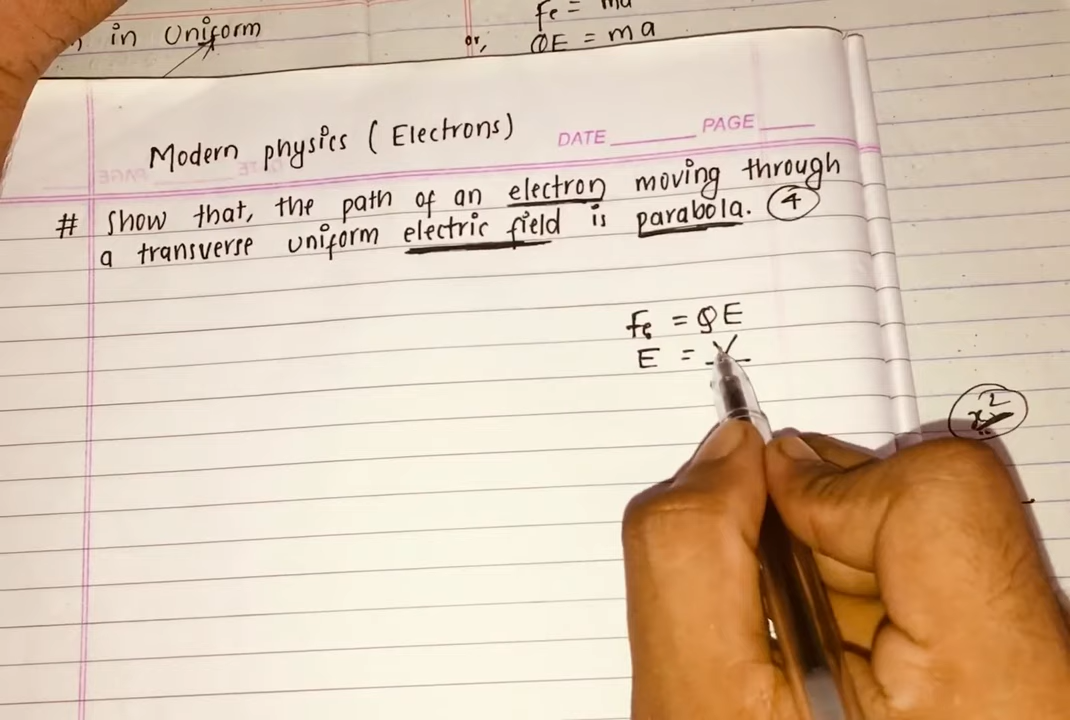 in Uniform
Fe = ma
or, QE = ma
Modern physics ( Electrons)
DATE PAGE
# Show that, the path of an electron moving through
a transverse uniform electric field is parabola. 4
Fe = QE
E = V
x2